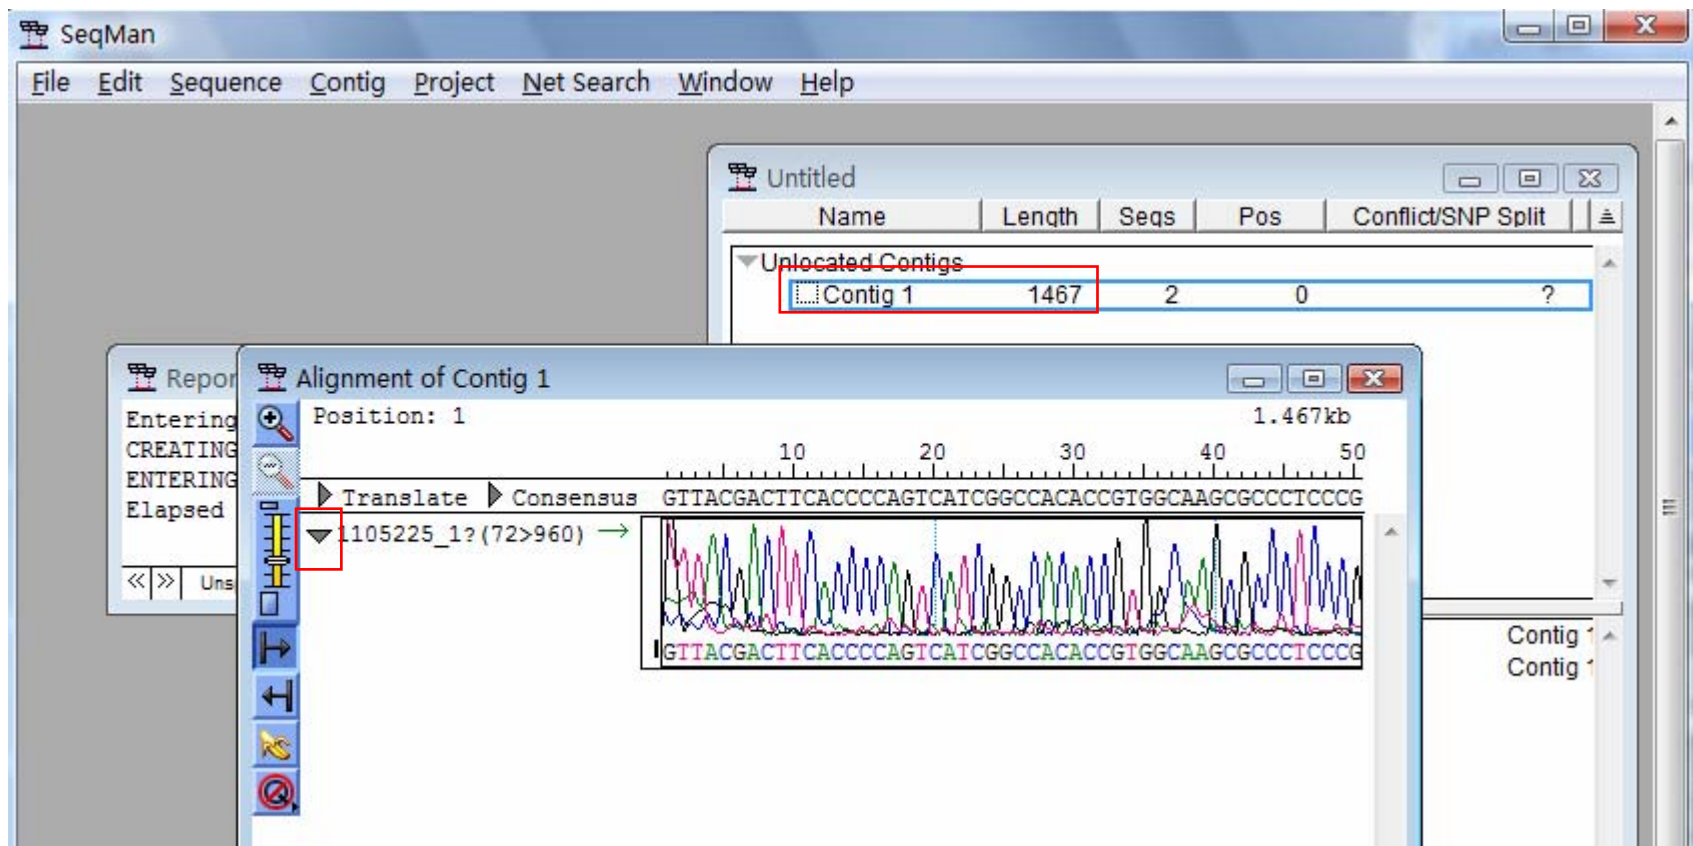 SeqMan
File Edit Sequence Contig Project Net Search Window Help
Untitled
Name Length Seqs Pos Conflict/SNP Split
Unlocated Contigs
Contig 1 1467 2 0 ?
Repor
Entering
CREATING
ENTERING
Elapsed
Uns
Alignment of Contig 1
Position: 1 1.467kb
10 20 30 40 50
Translate Consensus GTTACGACTTCACCCCAGTCATCGGCCACACCGTGGCAAGCGCCCTCCCG
1105225_1?(72>960) →
GTTACGACTTCACCCCAGTCATCGGCCACACCGTGGCAAGCGCCCTCCCG
Contig 1
Contig 1